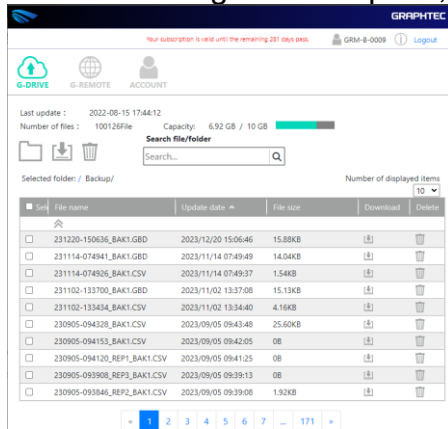 GRAPHTEC
Your subscription is valid until the remaining 281 days pass.
GRM-B-0009
Logout
G-DRIVE
G-REMOTE
ACCOUNT
Last update : 2022-08-15 17:44:12
Number of files : 100126File Capacity: 6.92 GB / 10 GB
Search file/folder
Search...
Selected folder: / Backup/
Number of displayed items
10
Sele File name Update date File size Download Delete
231220-150636_BAK1.GBD 2023/12/20 15:06:46 15.88KB
231114-074941_BAK1.GBD 2023/11/14 07:49:49 14.04KB
231114-074926_BAK1.CSV 2023/11/14 07:49:37 1.54KB
231102-133700_BAK1.GBD 2023/11/02 13:37:08 15.13KB
231102-133434_BAK1.CSV 2023/11/02 13:34:40 4.16KB
230905-094328_BAK1.CSV 2023/09/05 09:43:48 25.60KB
230905-094153_BAK1.CSV 2023/09/05 09:42:05 0B
230905-094120_REP1_BAK1.CSV 2023/09/05 09:41:25 0B
230905-093908_REP3_BAK1.CSV 2023/09/05 09:39:13 0B
230905-093846_REP2_BAK1.CSV 2023/09/05 09:39:08 1.92KB
« 1 2 3 4 5 6 7 ... 171 »